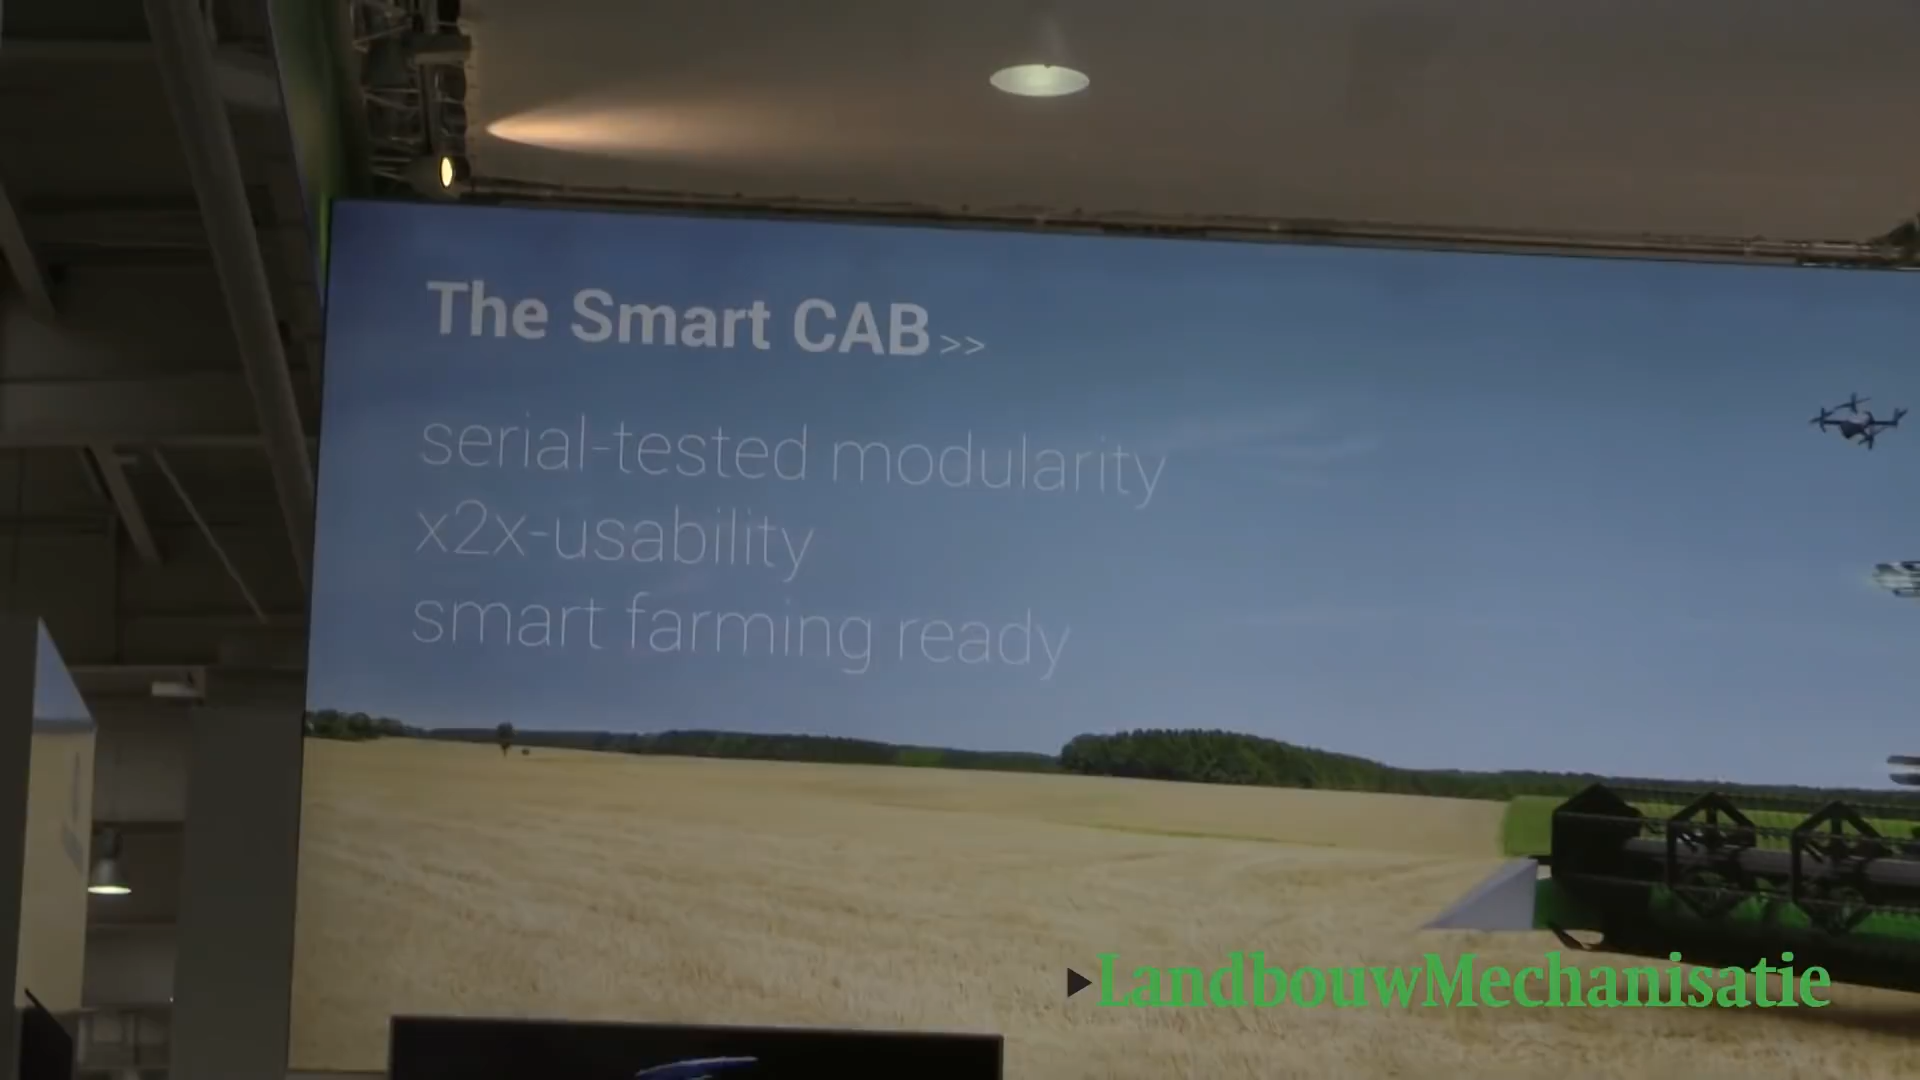 The Smart CAB >>
serial-tested modularity
x2x-usability
smart farming ready
LandbouwMechanisatie